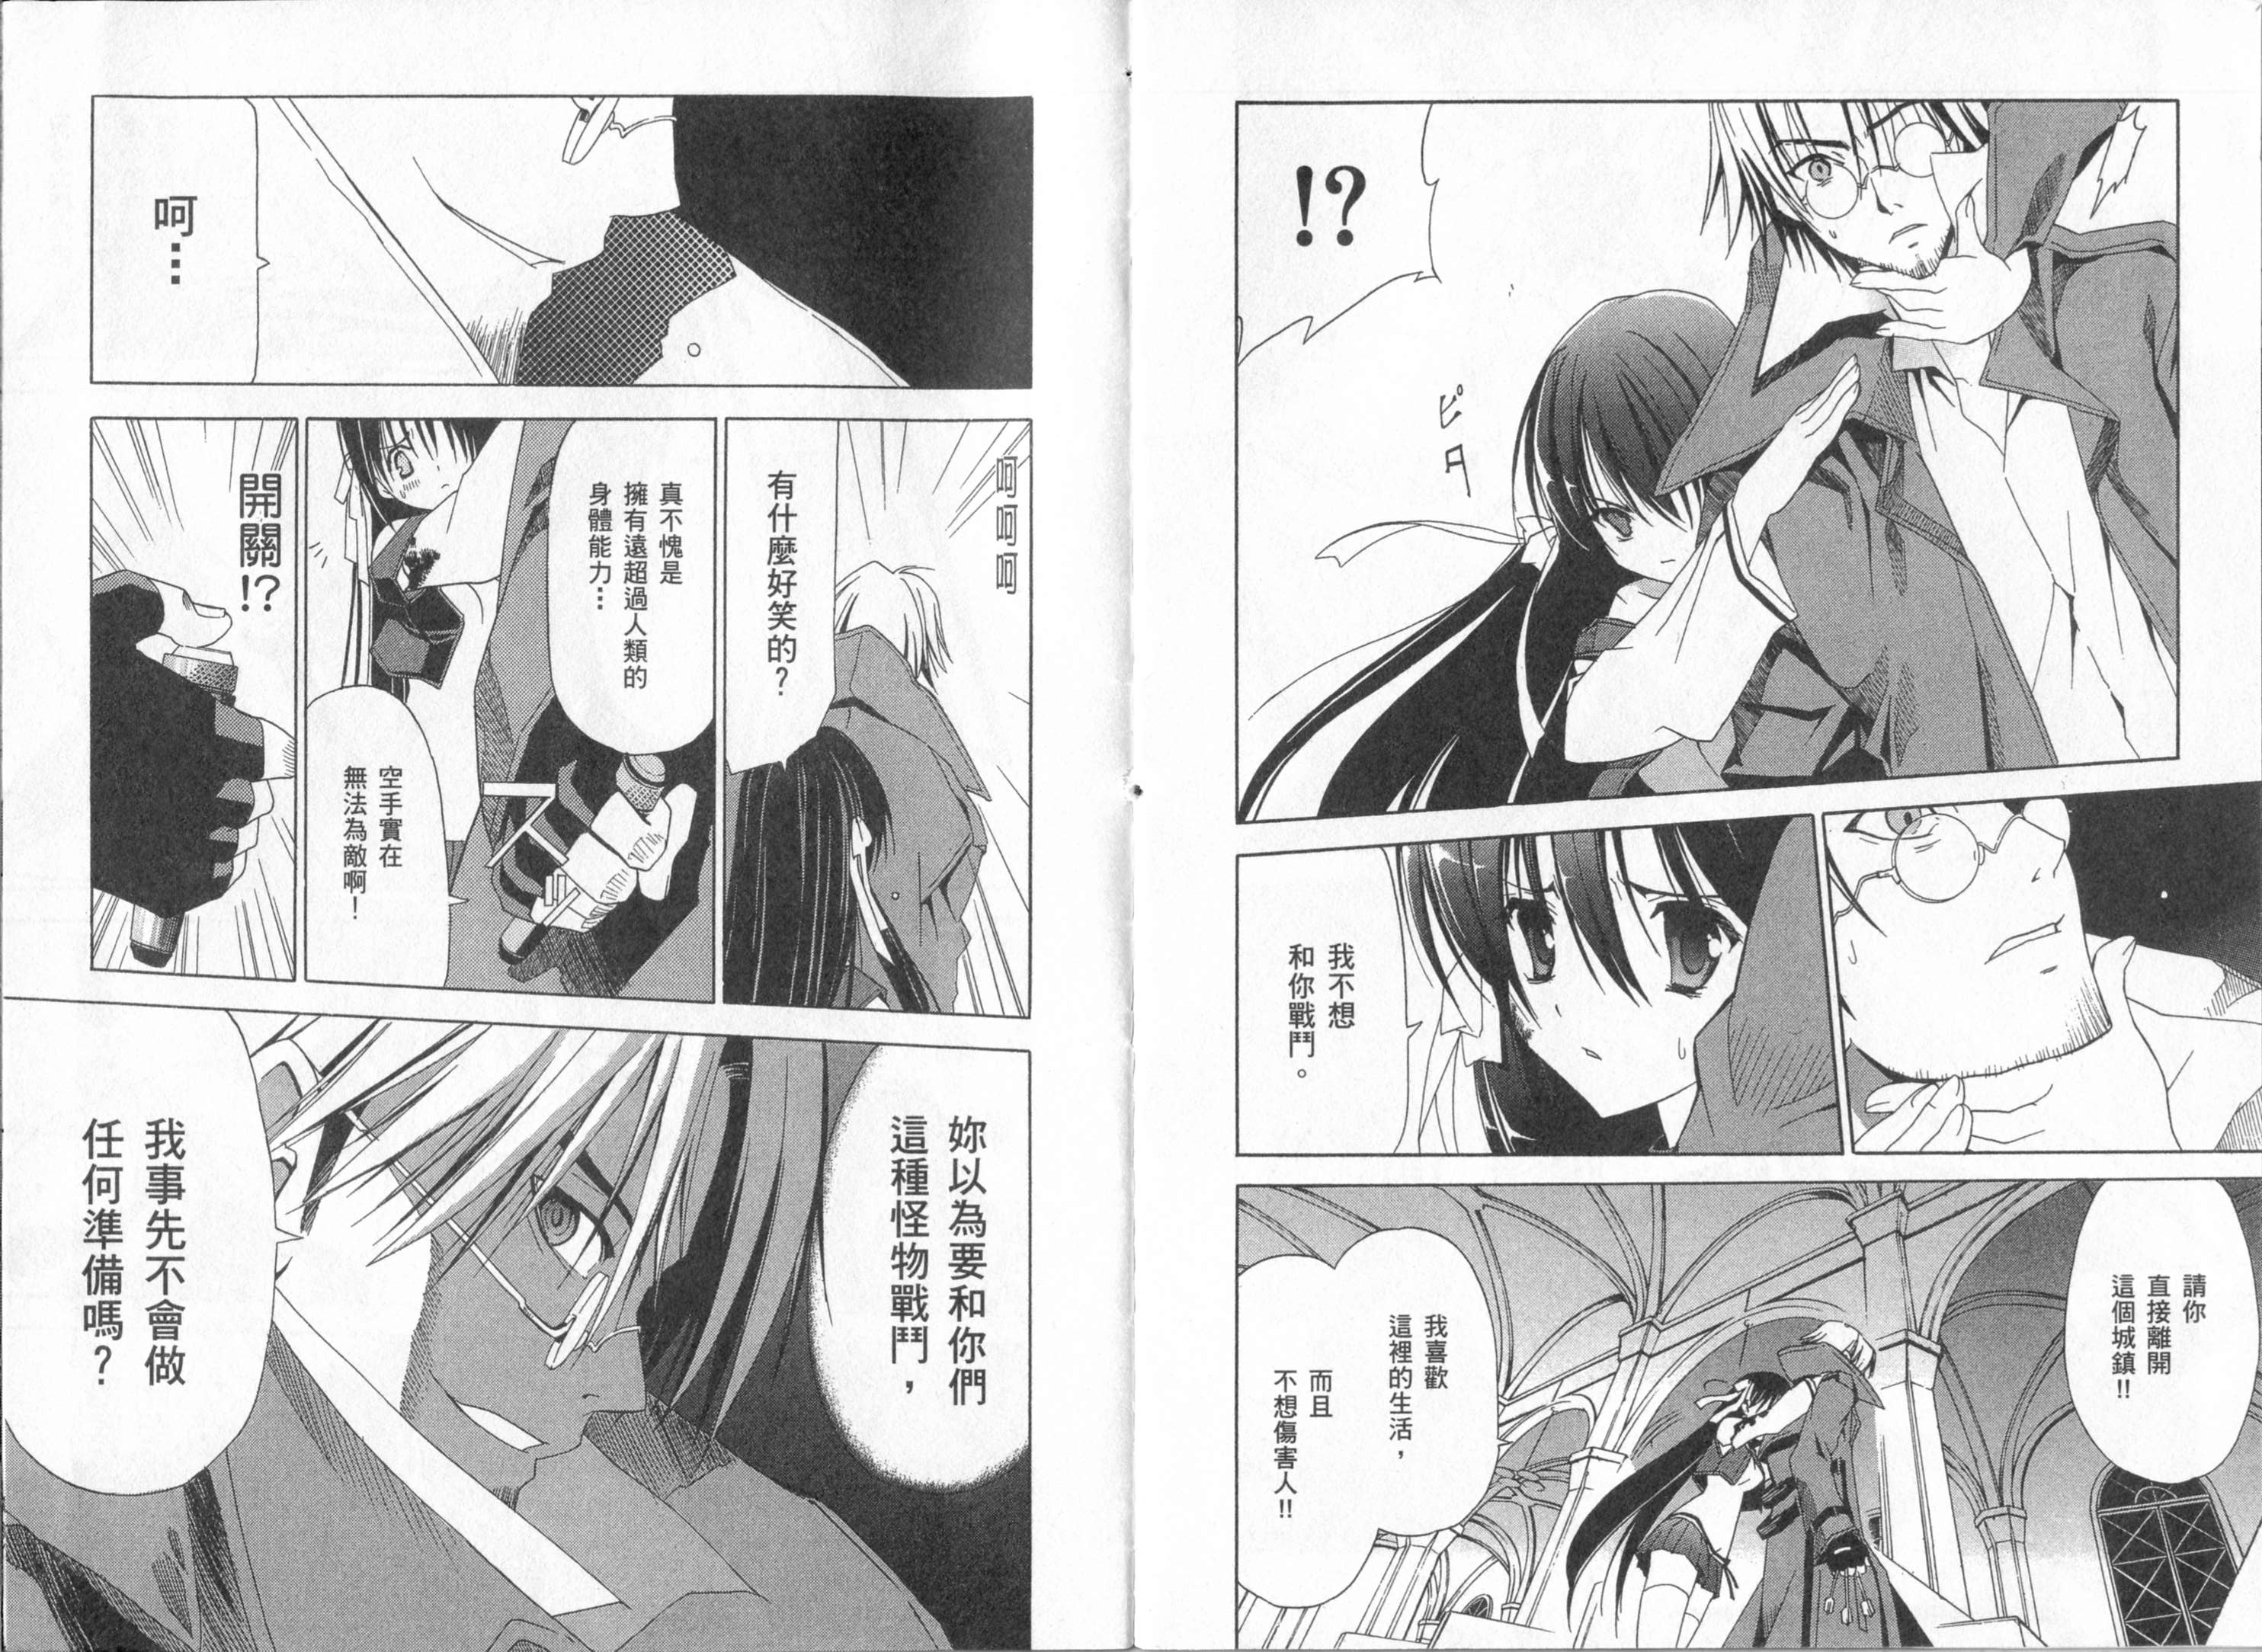 !?
ピタ
我不想
和你戰鬥。
請你
直接離開
這個城鎮!!
我喜歡
這裡的生活，
而且
不想傷害人!!
呵…
呵呵呵
有什麼好笑的?
真不愧是
擁有遠超過人類的
身體能力…
空手實在
無法為敵啊！
開關!?
妳以為要和你們
這種怪物戰鬥，
我事先不會做
任何準備嗎？